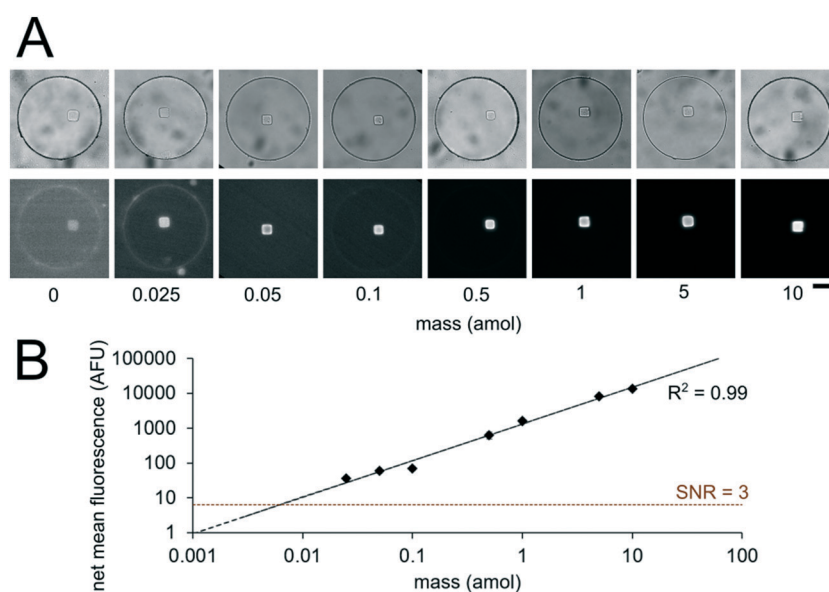 A
0 0.025 0.05 0.1 0.5 1 5 10
mass (amol)
B
net mean fluorescence (AFU)
100000
10000
1000
100
10
1
R² = 0.99
SNR = 3
0.001 0.01 0.1 1 10 100
mass (amol)